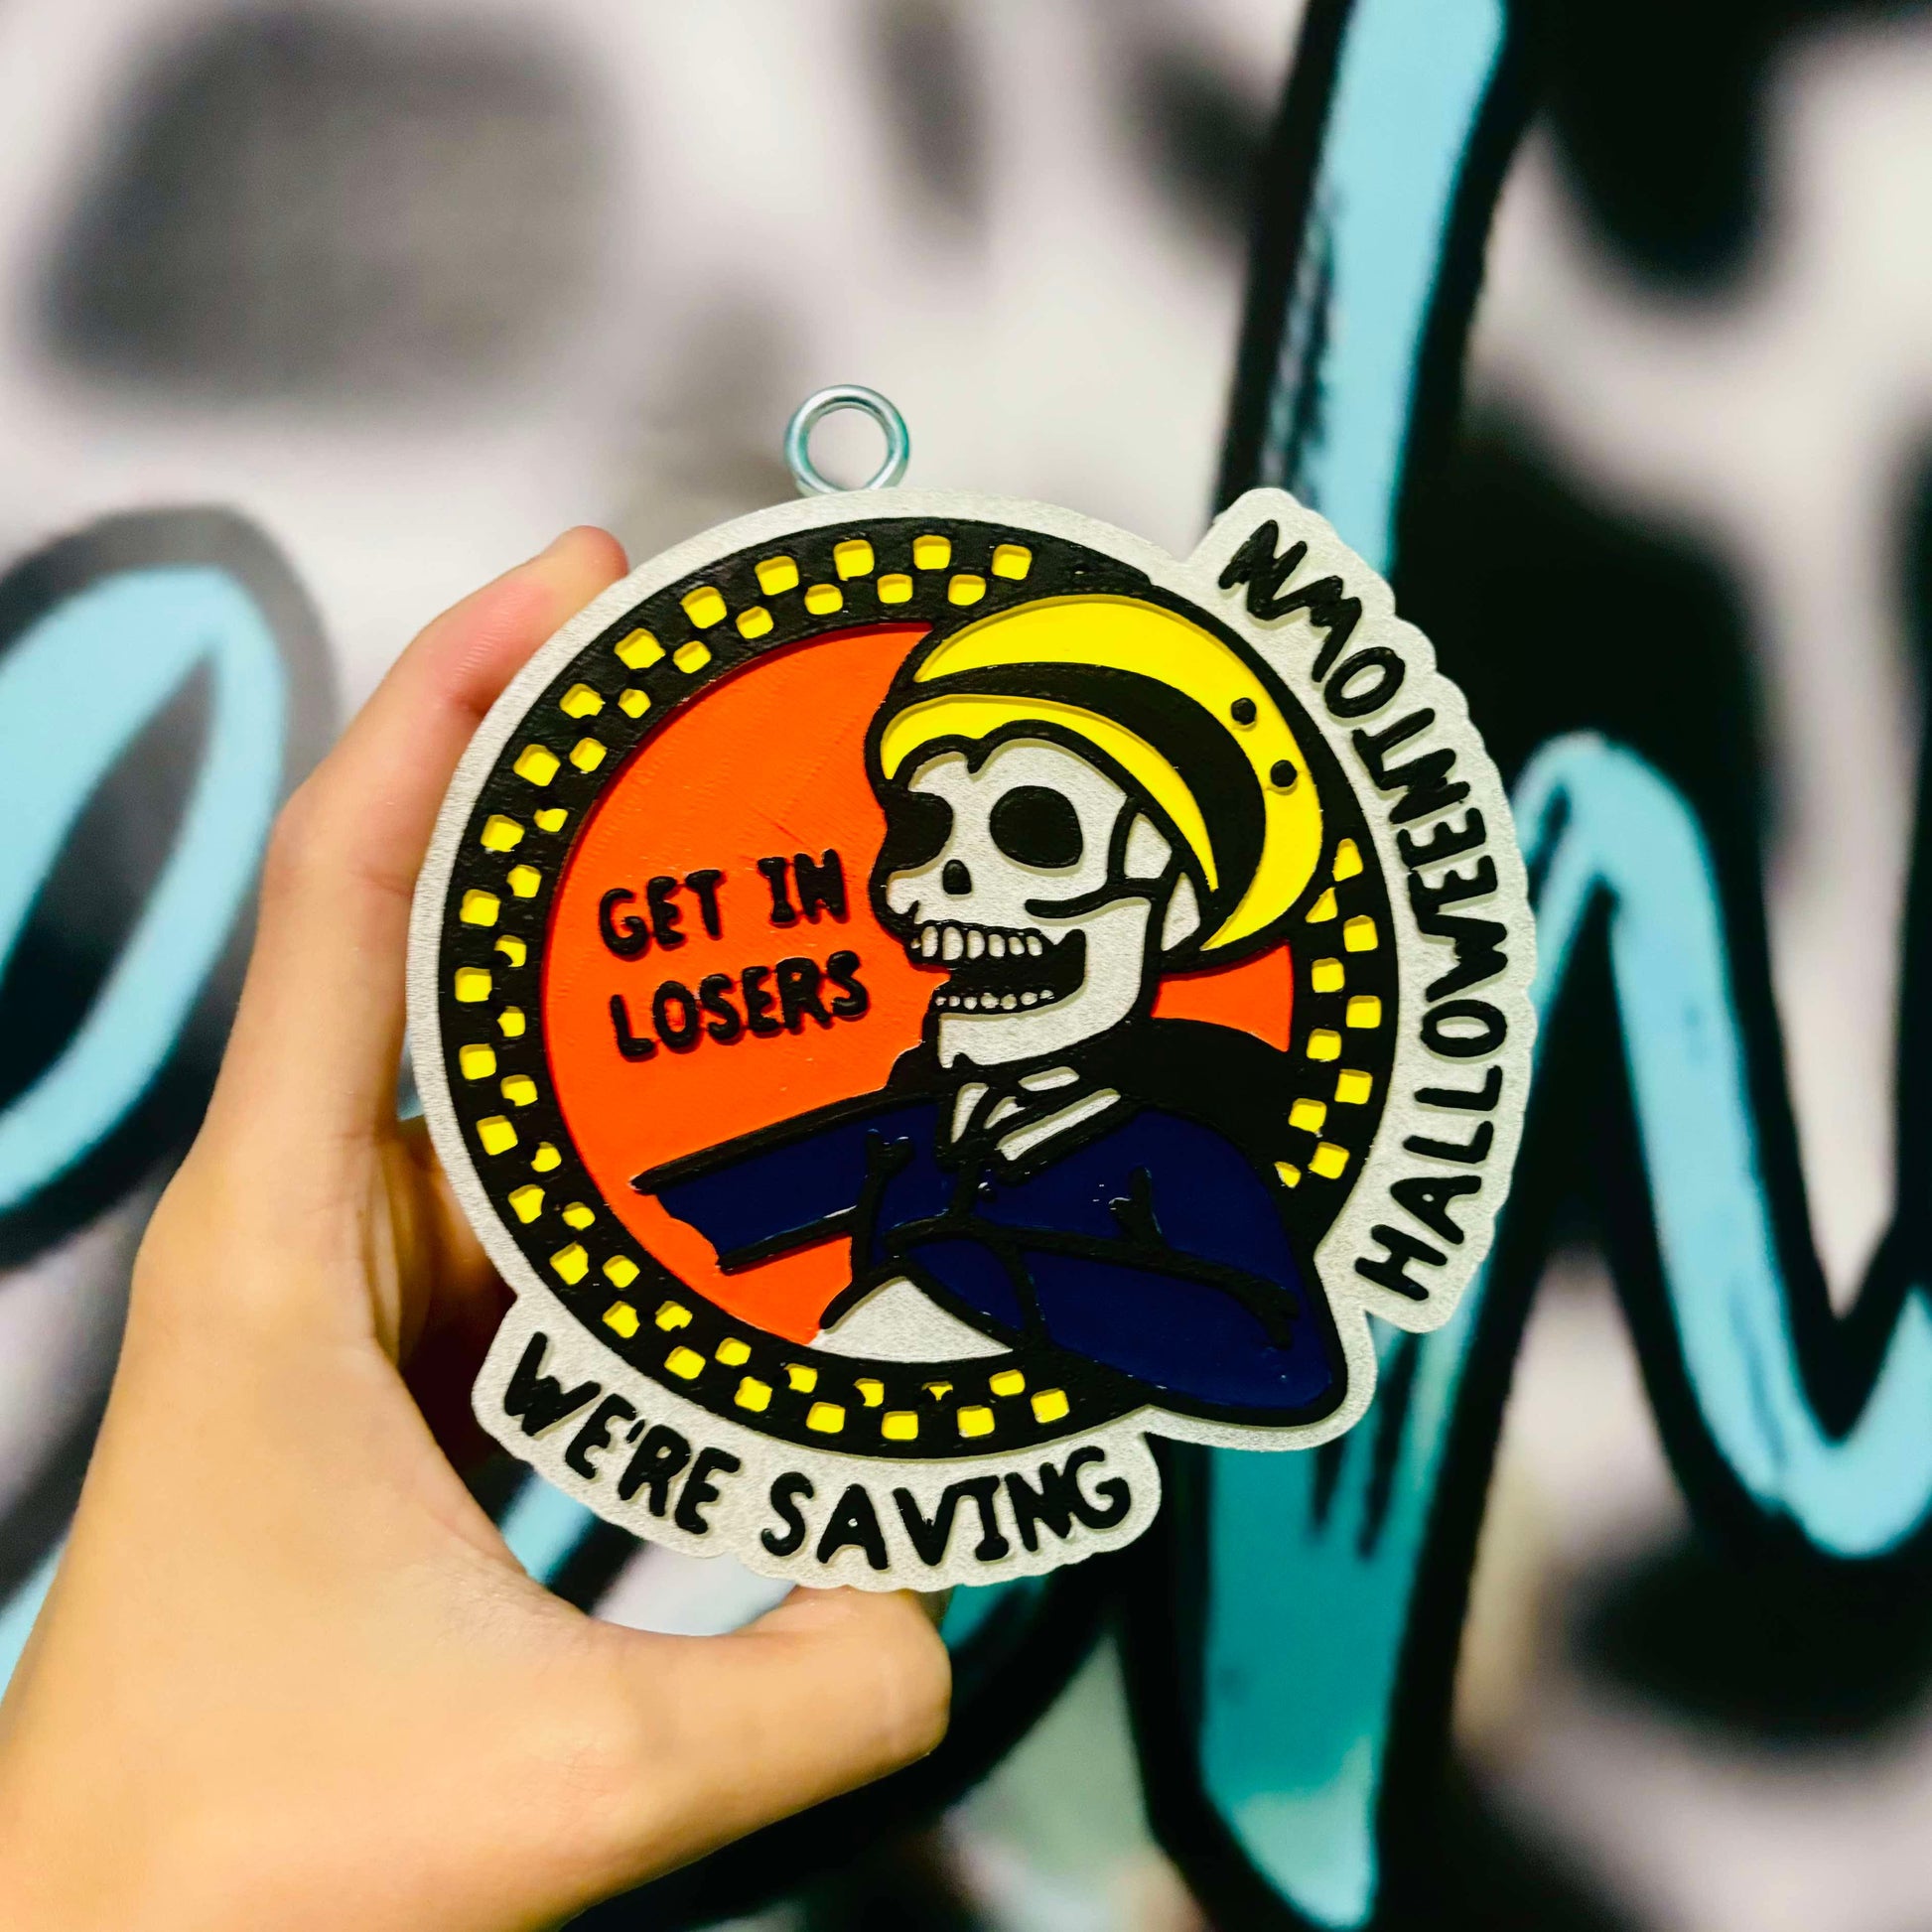 GET IN
LOSERS
WE'RE SAVING
HALLOWEENTOWN